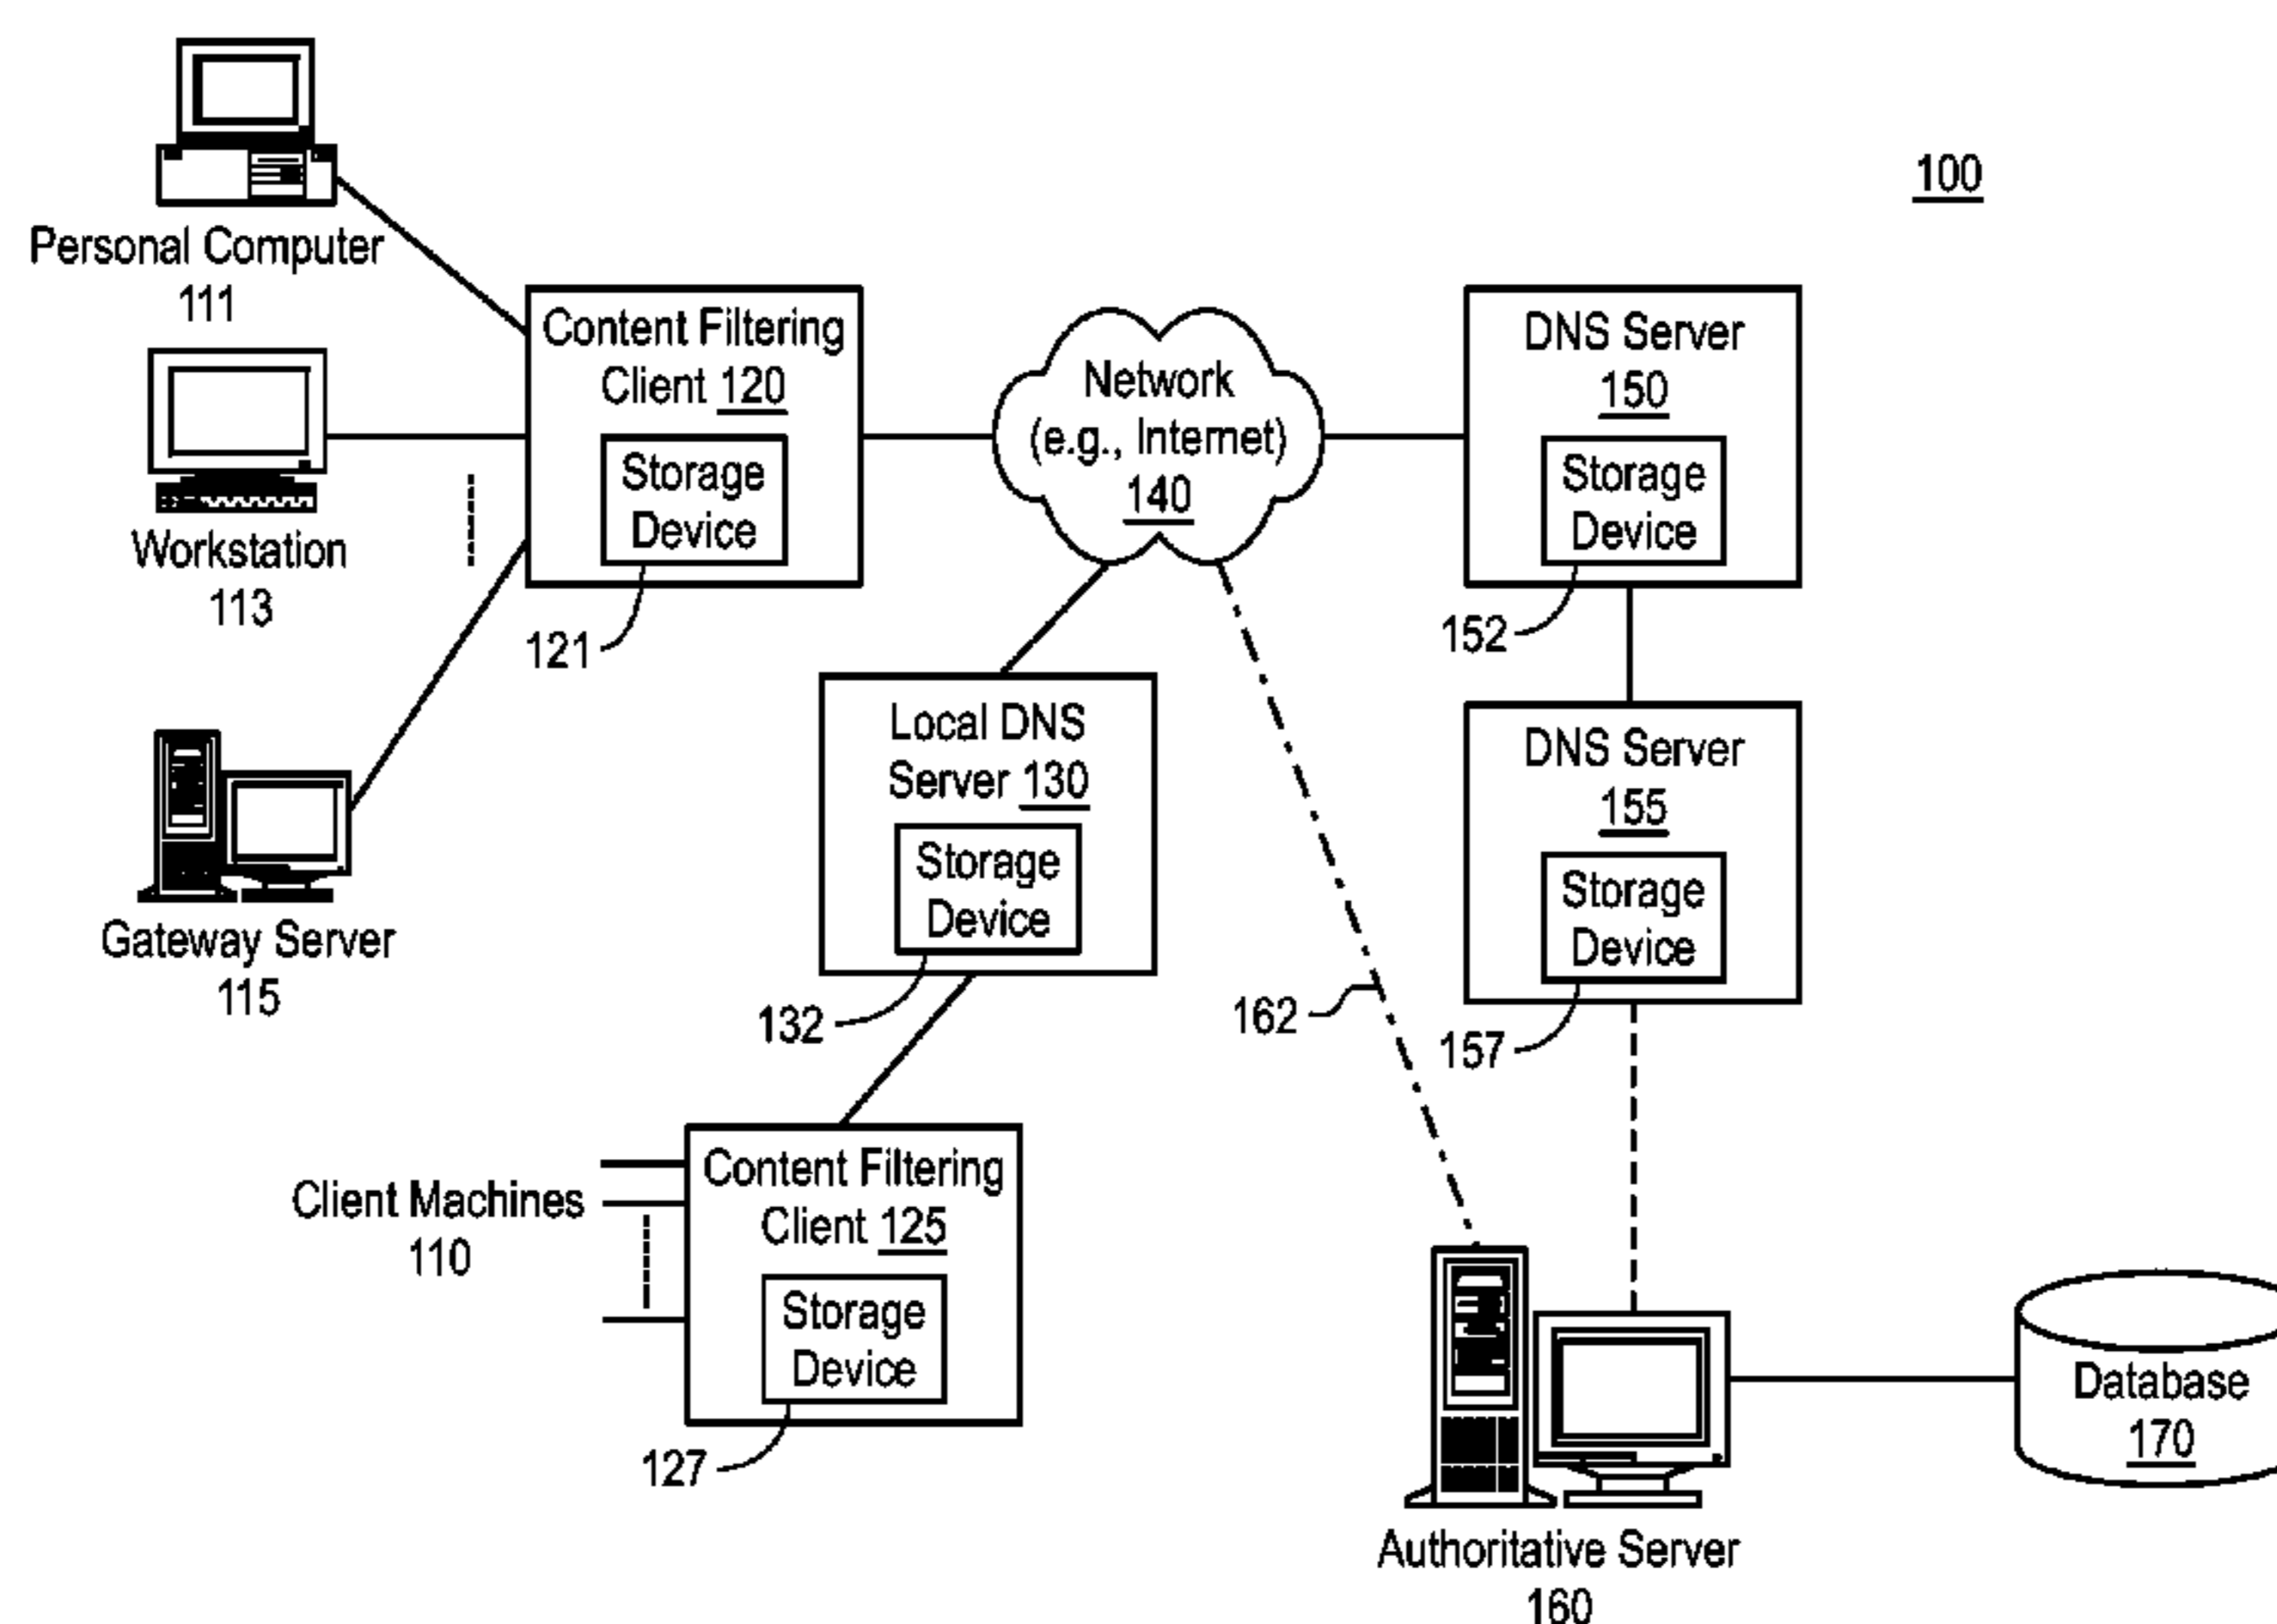 100
Personal Computer
111
Workstation
113
Gateway Server
115
Content Filtering
Client 120
Storage
Device
121
Network
(e.g., Internet)
140
DNS Server
150
Storage
Device
152
Local DNS
Server 130
Storage
Device
132
162
DNS Server
155
Storage
Device
157
Client Machines
110
Content Filtering
Client 125
Storage
Device
127
Authoritative Server
160
Database
170